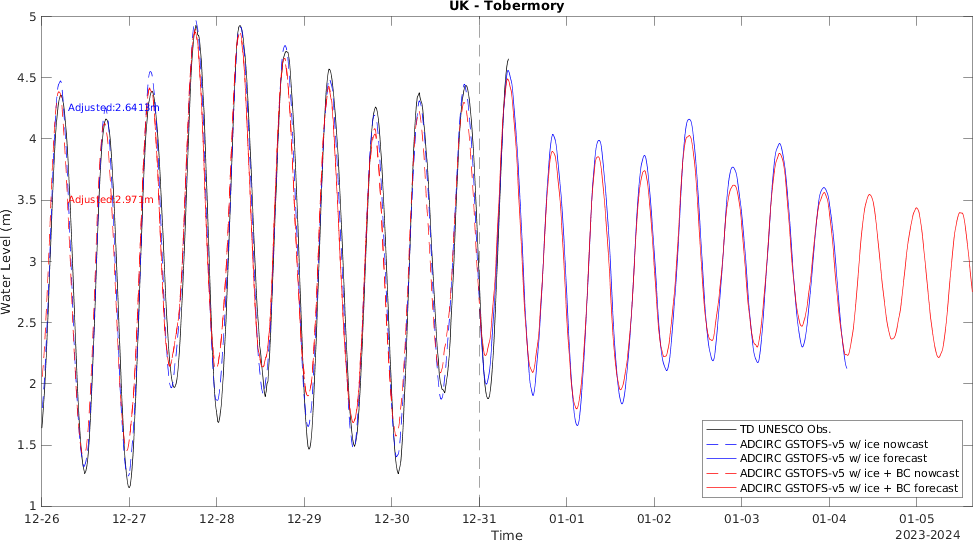 UK - Tobermory
Water Level (m)
5
4.5
4
3.5
3
2.5
2
1.5
1
Adjusted:2.6413m
Adjusted:2.971m
TD UNESCO Obs.
ADCIRC GSTOFS-v5 w/ ice nowcast
ADCIRC GSTOFS-v5 w/ ice forecast
ADCIRC GSTOFS-v5 w/ ice + BC nowcast
ADCIRC GSTOFS-v5 w/ ice + BC forecast
12-26 12-27 12-28 12-29 12-30 12-31 01-01 01-02 01-03 01-04 01-05
Time
2023-2024